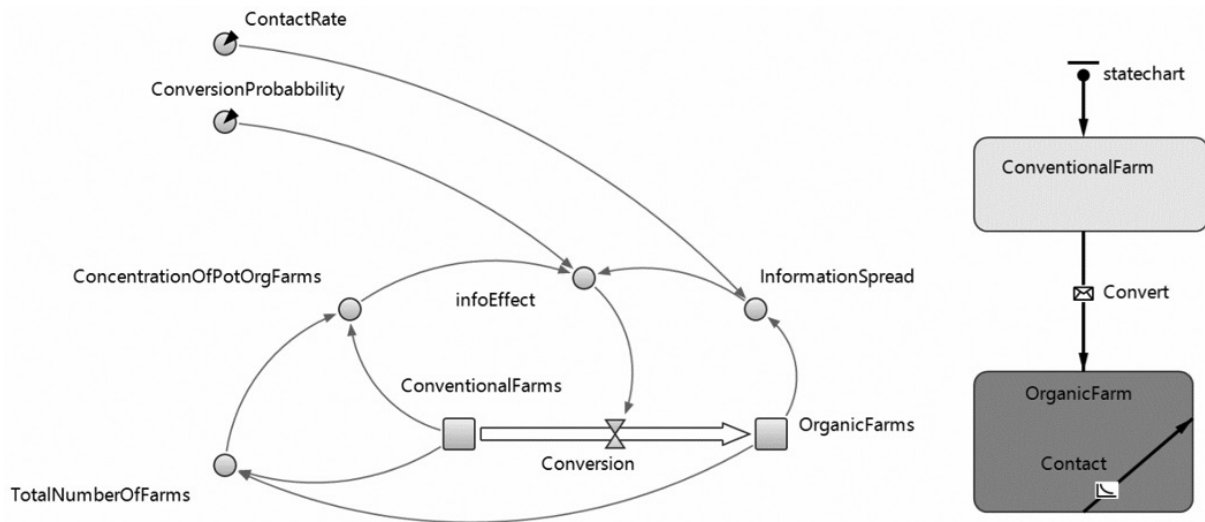 ContactRate
ConversionProbabbility
statechart
ConventionalFarm
ConcentrationOfPotOrgFarms
infoEffect
InformationSpread
Convert
ConventionalFarms
OrganicFarms
Conversion
TotalNumberOfFarms
OrganicFarm
Contact